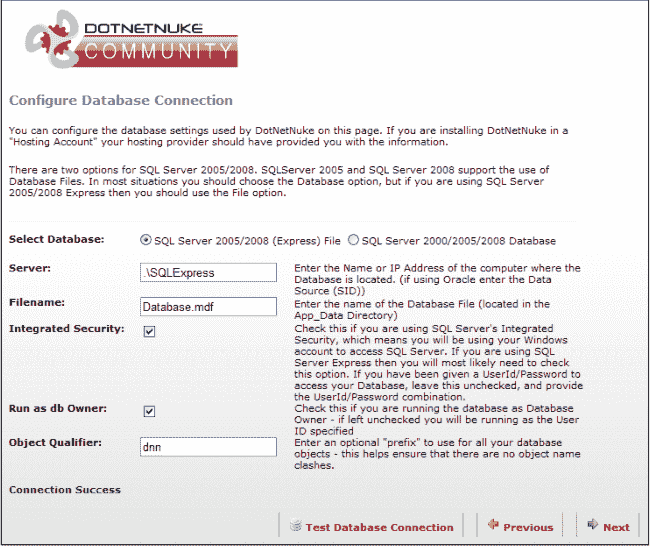 DOTNETNUKE
COMMUNITY
Configure Database Connection
You can configure the database settings used by DotNetNuke on this page. If you are installing DotNetNuke in a
"Hosting Account" your hosting provider should have provided you with the information.
There are two options for SQL Server 2005/2008. SQLServer 2005 and SQL Server 2008 support the use of
Database Files. In most situations you should choose the Database option, but if you are using SQL Server
2005/2008 Express then you should use the File option.
Select Database: SQL Server 2005/2008 (Express) File SQL Server 2000/2005/2008 Database
Server: .\SQLExpress Enter the Name or IP Address of the computer where the
Database is located. (if using Oracle enter the Data
Source (SID))
Filename: Database.mdf Enter the name of the Database File (located in the
App_Data Directory)
Integrated Security: Check this if you are using SQL Server's Integrated
Security, which means you will be using your Windows
account to access SQL Server. If you are using SQL
Server Express then you will most likely need to check
this option. If you have been given a UserId/Password to
access your Database, leave this unchecked, and provide
the UserId/Password combination.
Run as db Owner: Check this if you are running the database as Database
Owner - if left unchecked you will be running as the User
ID specified
Object Qualifier: dnn Enter an optional "prefix" to use for all your database
objects - this helps ensure that there are no object name
clashes.
Connection Success
Test Database Connection Previous Next